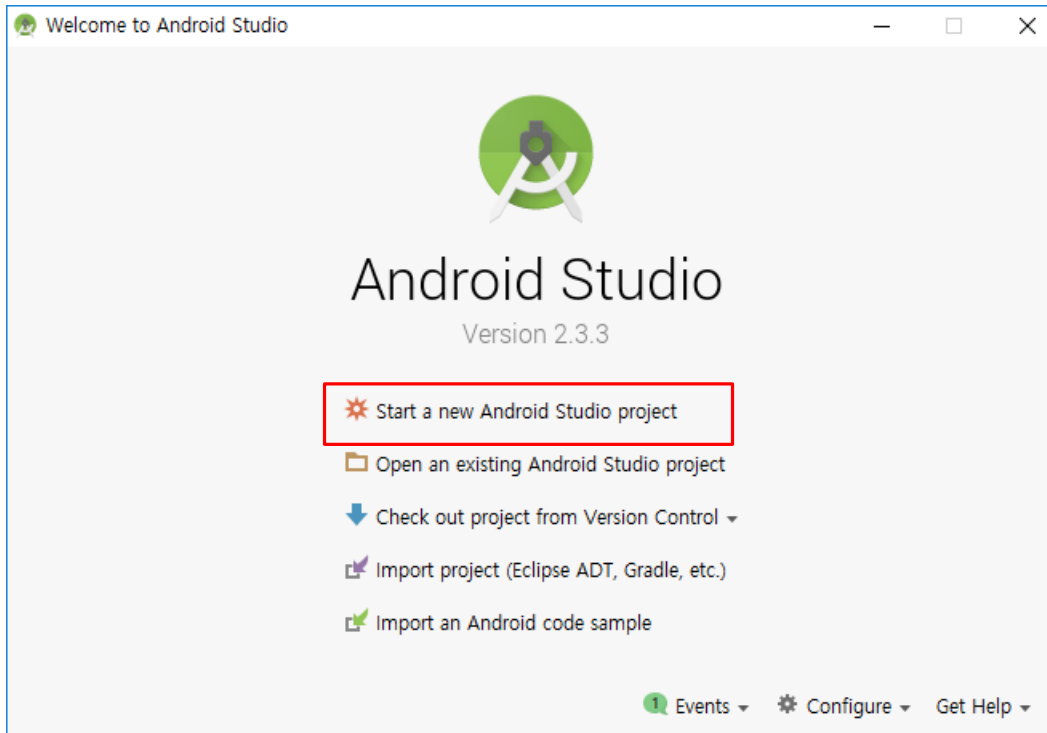 Welcome to Android Studio
Android Studio
Version 2.3.3
Start a new Android Studio project
Open an existing Android Studio project
Check out project from Version Control
Import project (Eclipse ADT, Gradle, etc.)
Import an Android code sample
1 Events Configure Get Help